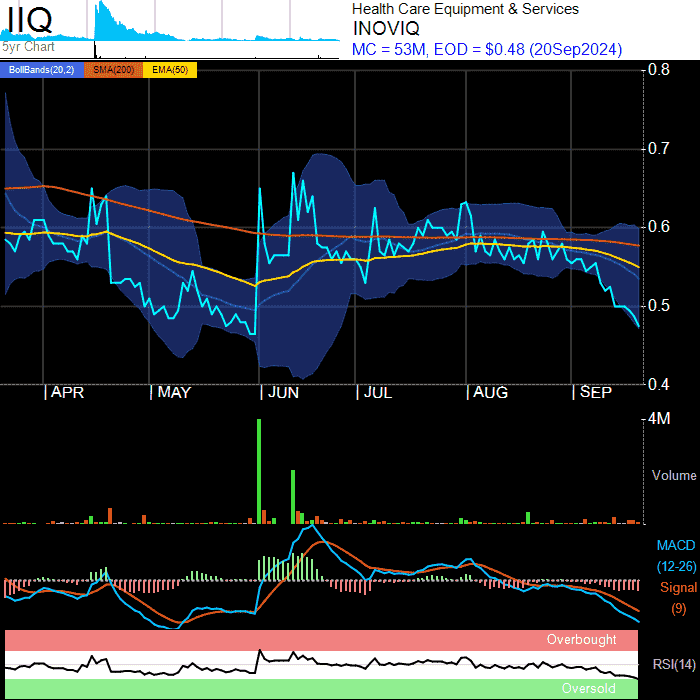 IIQ
5yr Chart
Health Care Equipment & Services
INOVIQ
MC = 53M, EOD = $0.48 (20Sep2024)
BollBands(20,2) SMA(200) EMA(50)
0.8
0.7
0.6
0.5
0.4
APR MAY JUN JUL AUG SEP
4M
Volume
MACD
(12-26)
Signal
(9)
Overbought
RSI(14)
Oversold